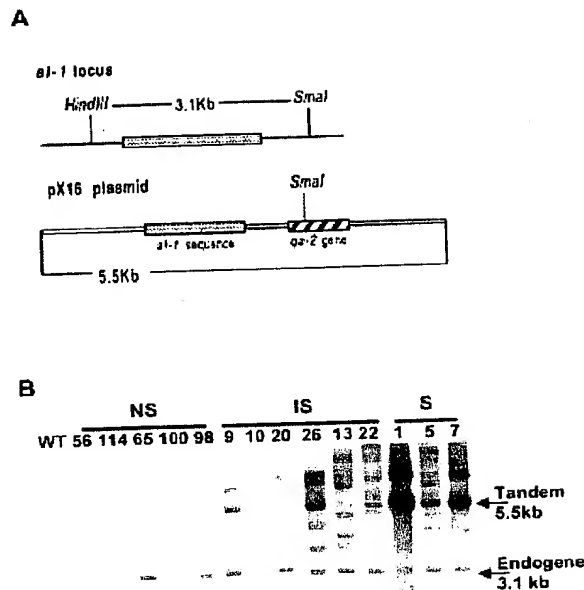 A
al-1 locus
HindIII 3.1Kb SmaI
pX16 plasmid
SmaI
al-1 sequence qa-2 gene
5.5Kb
B
NS IS S
WT 56 114 65 100 98 9 10 20 26 13 22 1 5 7
Tandem
5.5kb
Endogene
3.1 kb